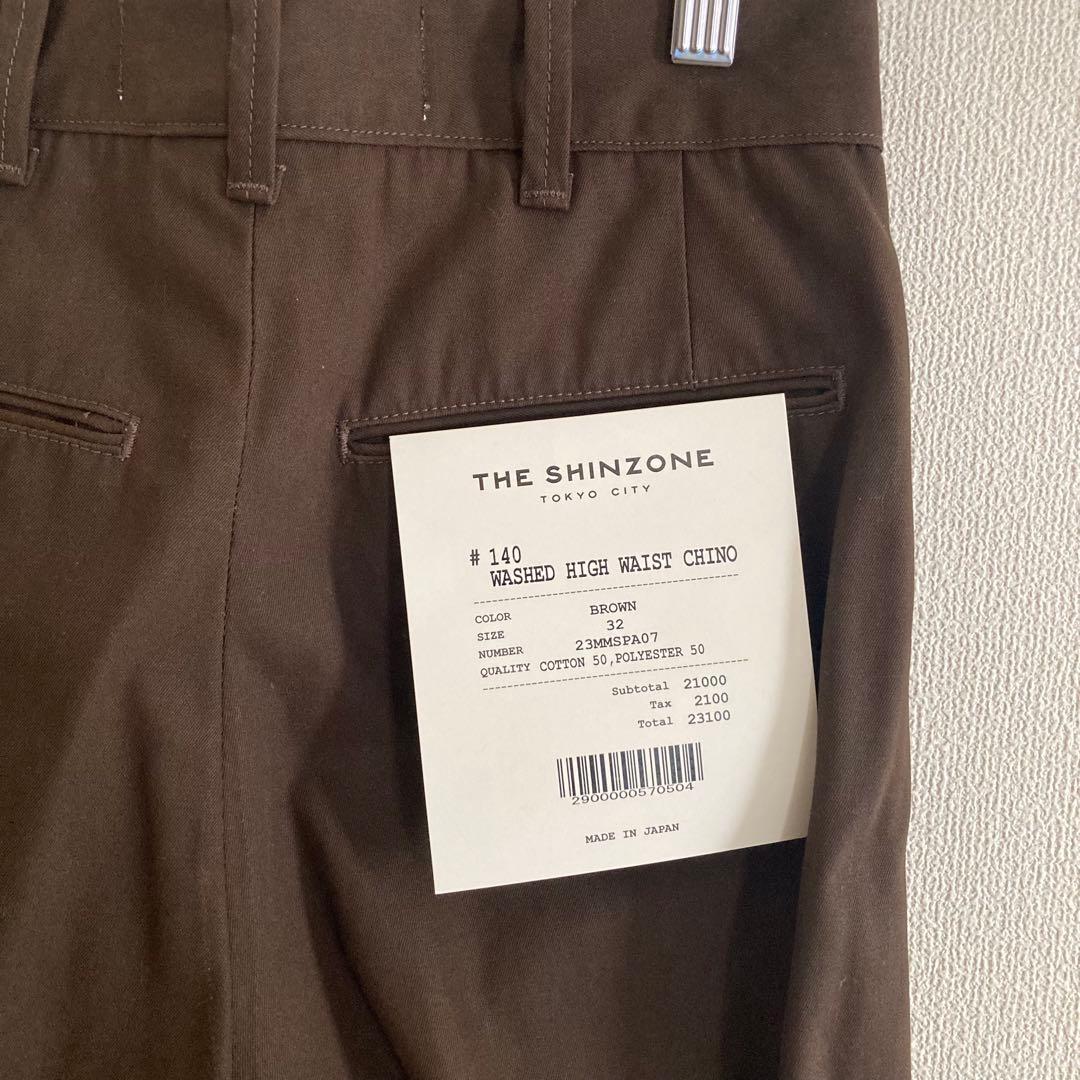 THE SHINZONE
TOKYO CITY
# 140
WASHED HIGH WAIST CHINO
COLOR BROWN
SIZE 32
NUMBER 23MMSPA07
QUALITY COTTON 50,POLYESTER 50
Subtotal 21000
Tax 2100
Total 23100
2900000570504
MADE IN JAPAN